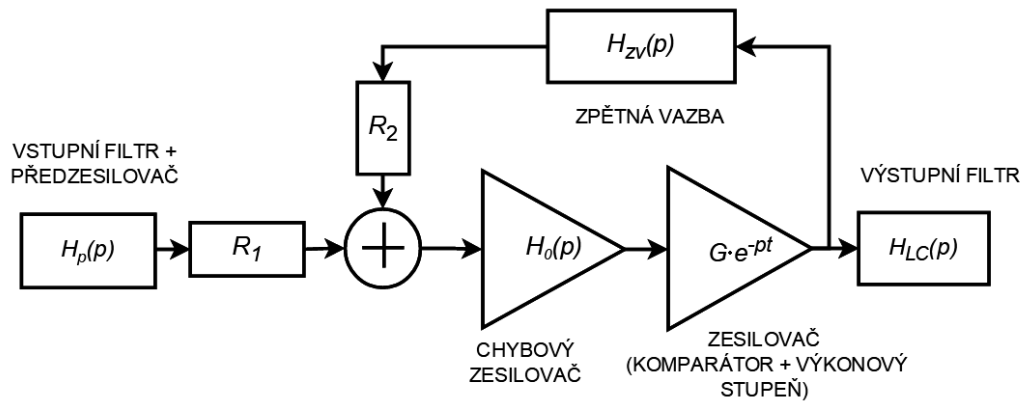 H_ZV(p)
ZPĚTNÁ VAZBA
R_2
VSTUPNÍ FILTR +
PŘEDZESILOVAČ
H_p(p)
R_1
H_0(p)
CHYBOVÝ
ZESILOVAČ
G·e^-pt
ZESILOVAČ
(KOMPARÁTOR + VÝKONOVÝ
STUPEŇ)
VÝSTUPNÍ FILTR
H_LC(p)